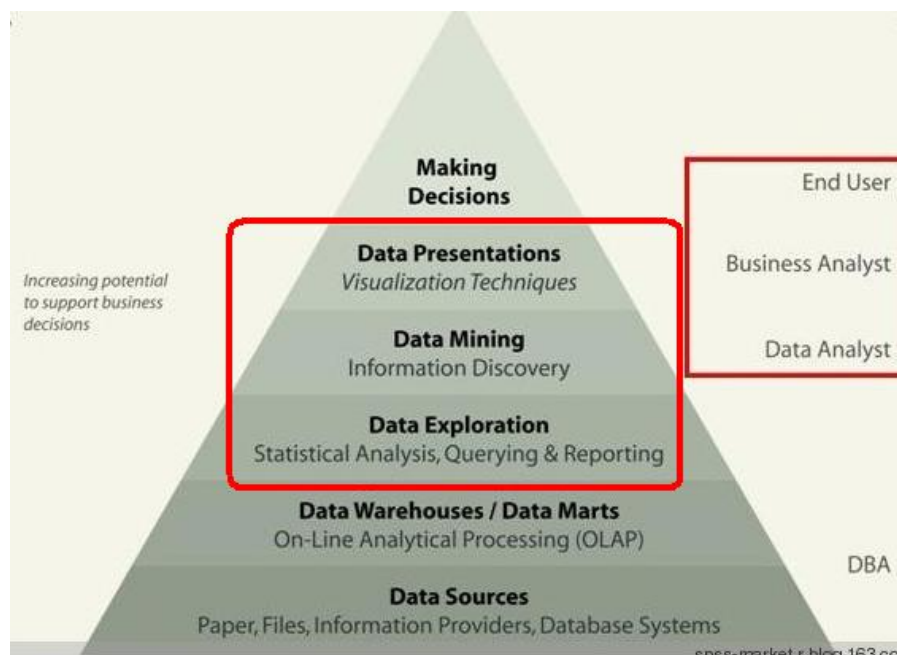 Making
Decisions
End User
Data Presentations
Visualization Techniques
Business Analyst
Increasing potential
to support business
decisions
Data Mining
Information Discovery
Data Analyst
Data Exploration
Statistical Analysis, Querying & Reporting
Data Warehouses / Data Marts
On-Line Analytical Processing (OLAP)
DBA
Data Sources
Paper, Files, Information Providers, Database Systems